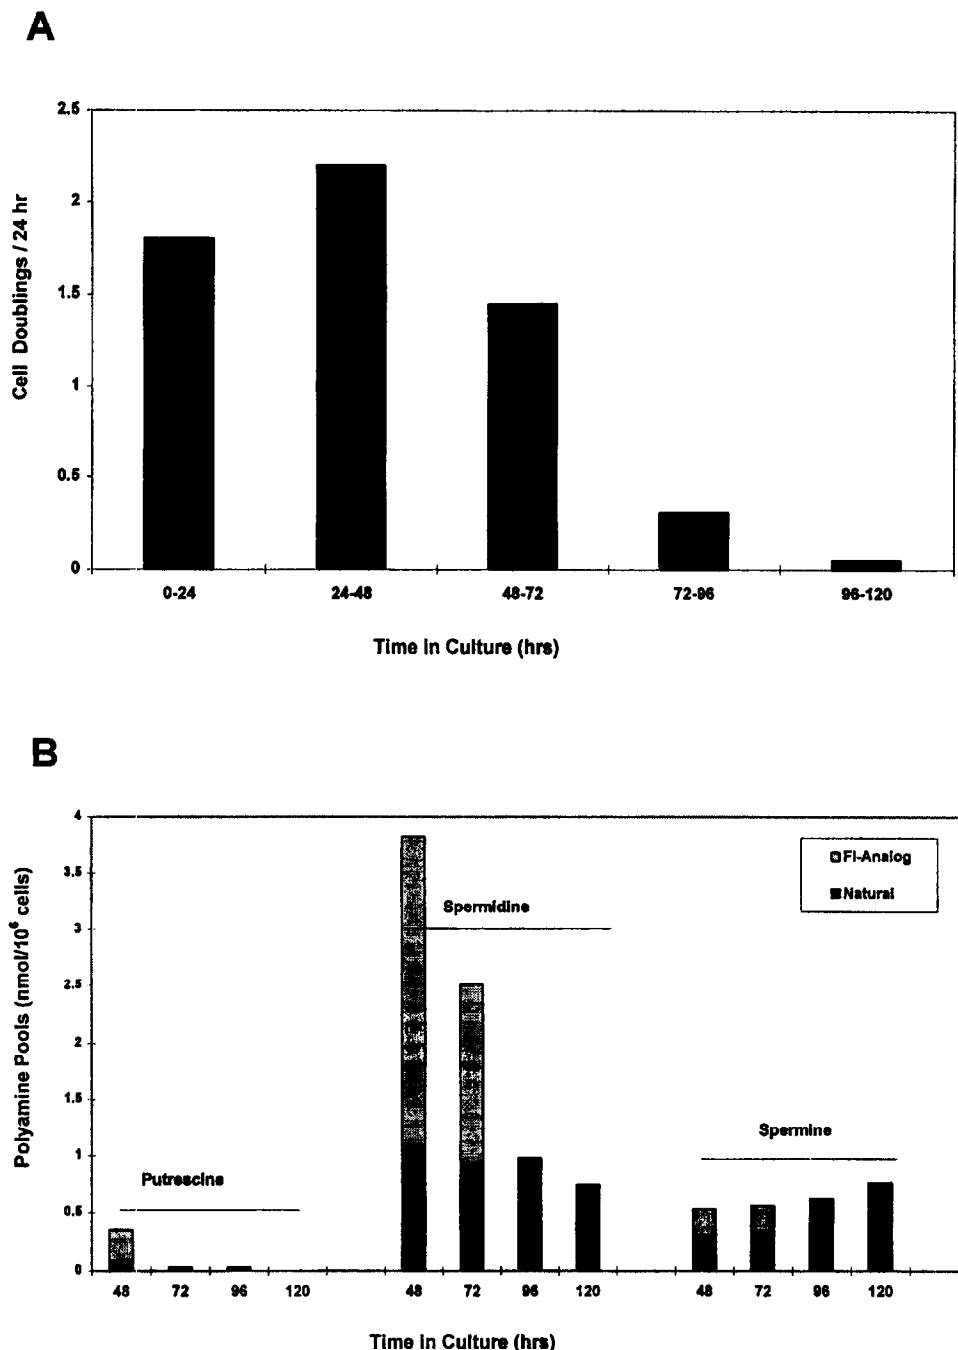 A
2.5
2
1.5
1
0.5
0
Cell Doublings / 24 hr
0-24 24-48 48-72 72-96 96-120
Time in Culture (hrs)
B
4
3.5
3
2.5
2
1.5
1
0.5
0
Polyamine Pools (nmol/10⁶ cells)
Fl-Analog
Natural
Spermidine
Spermine
Putrescine
48 72 96 120 48 72 96 120 48 72 96 120
Time in Culture (hrs)